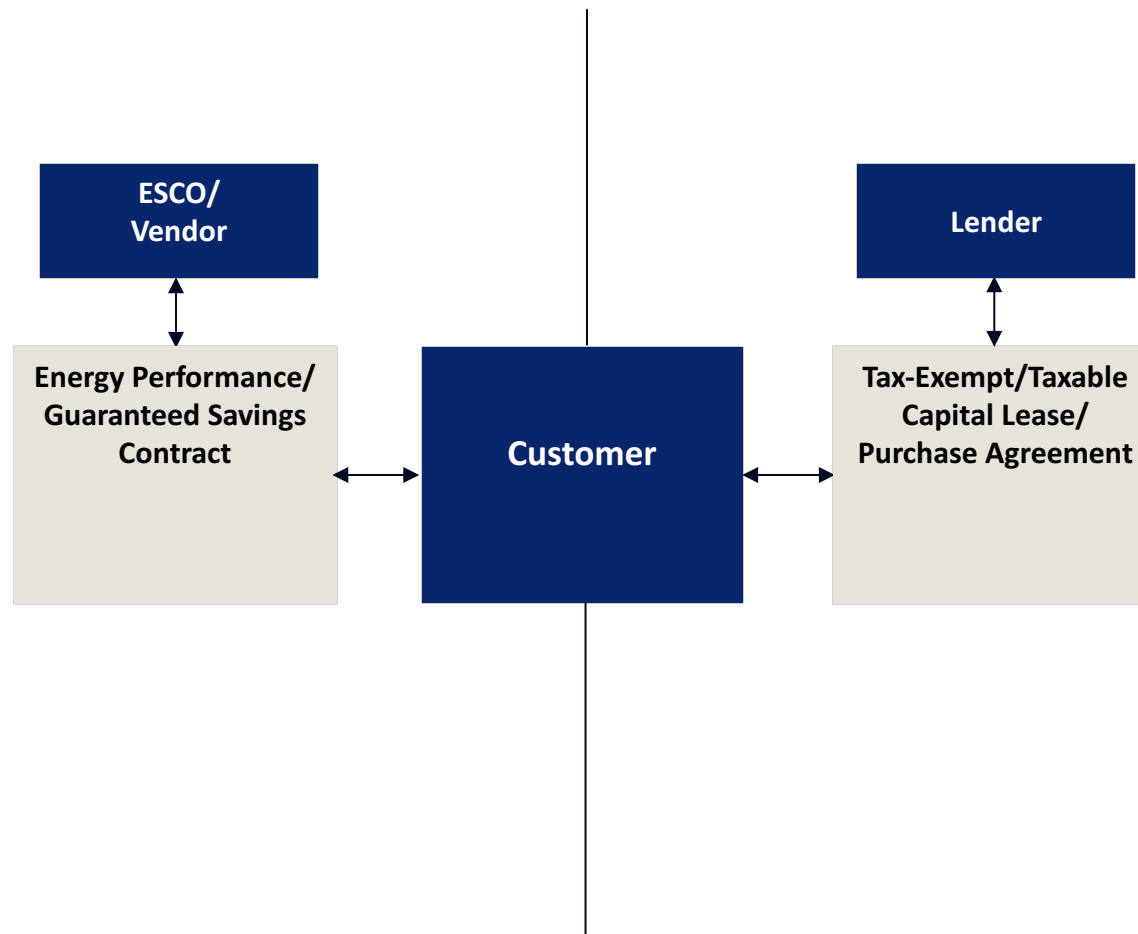 ESCO/
Vendor
Lender
Energy Performance/
Guaranteed Savings
Contract
Customer
Tax-Exempt/Taxable
Capital Lease/
Purchase Agreement